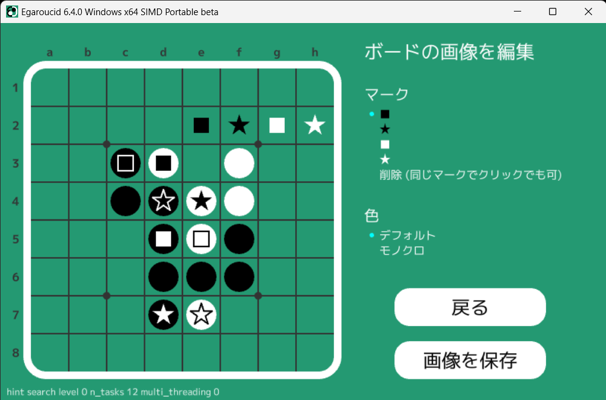 Egaroucid 6.4.0 Windows x64 SIMD Portable beta
ボードの画像を編集
a b c d e f g h
1
2
3
4
5
6
7
8
マーク
削除 (同じマークでクリックでも可)
色
デフォルト
モノクロ
戻る
画像を保存
hint search level 0 n_tasks 12 multi_threading 0